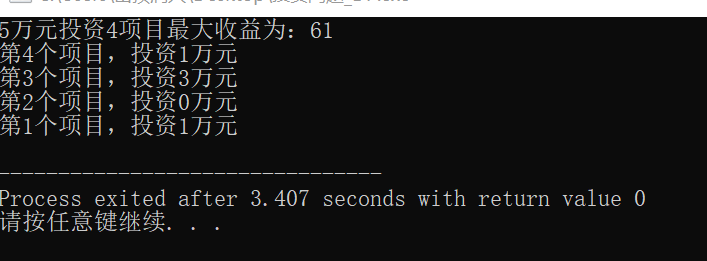 5万元投资4项目最大收益为：61
第4个项目，投资1万元
第3个项目，投资3万元
第2个项目，投资0万元
第1个项目，投资1万元
--------------------------------
Process exited after 3.407 seconds with return value 0
请按任意键继续. . .